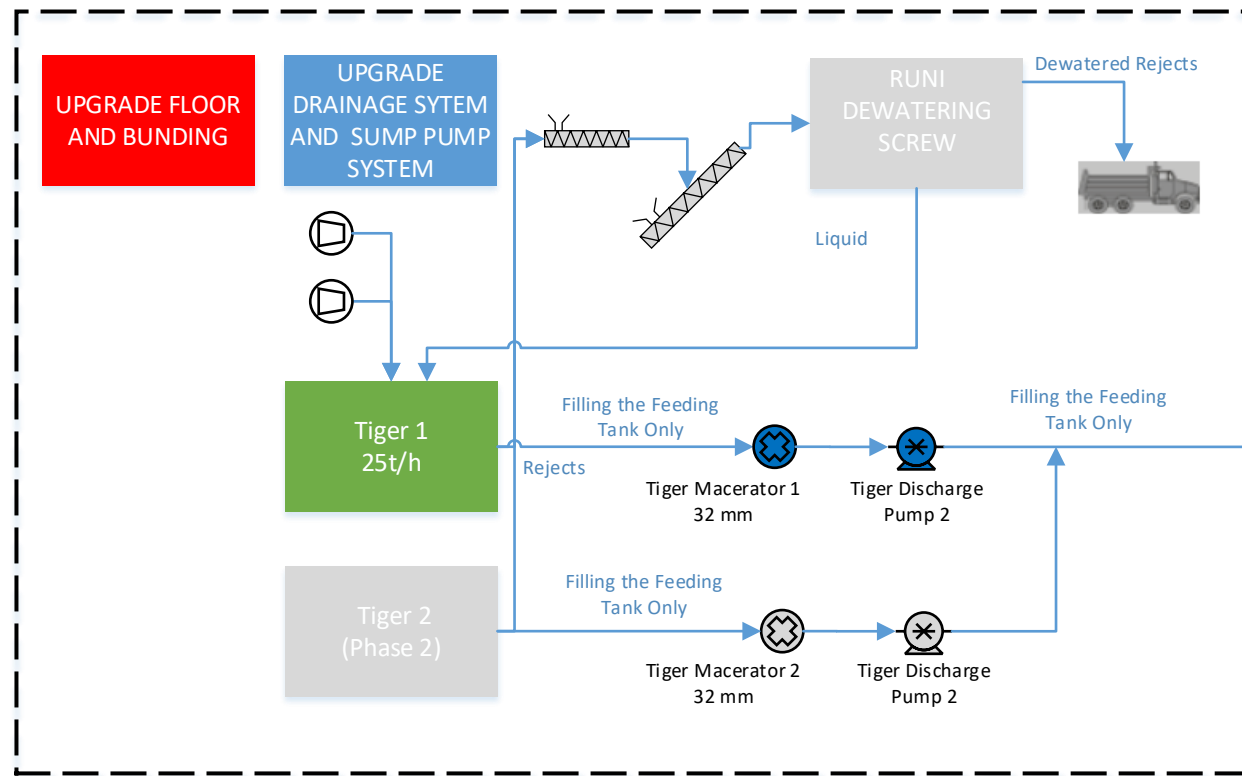 UPGRADE FLOOR
AND BUNDING
UPGRADE
DRAINAGE SYTEM
AND SUMP PUMP
SYSTEM
RUNI
DEWATERING
SCREW
Dewatered Rejects
Liquid
Tiger 1
25t/h
Filling the Feeding
Tank Only
Rejects
Tiger Macerator 1
32 mm
Tiger Discharge
Pump 2
Filling the Feeding
Tank Only
Tiger 2
(Phase 2)
Filling the Feeding
Tank Only
Tiger Macerator 2
32 mm
Tiger Discharge
Pump 2